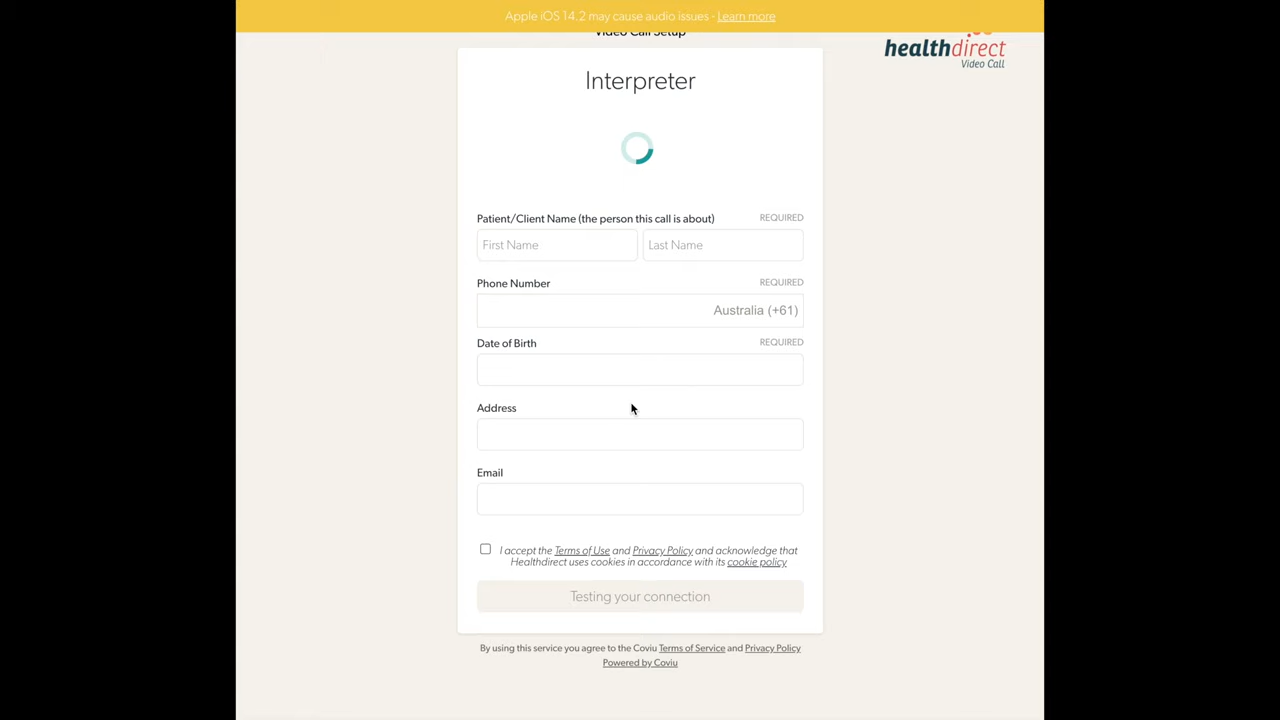 Apple iOS 14.2 may cause audio issues - Learn more
Video Call Setup
healthdirect
Video Call
Interpreter
Patient/Client Name (the person this call is about) REQUIRED
First Name Last Name
Phone Number REQUIRED
Australia (+61)
Date of Birth REQUIRED
Address
Email
I accept the Terms of Use and Privacy Policy and acknowledge that
Healthdirect uses cookies in accordance with its cookie policy
Testing your connection
By using this service you agree to the Coviu Terms of Service and Privacy Policy
Powered by Coviu